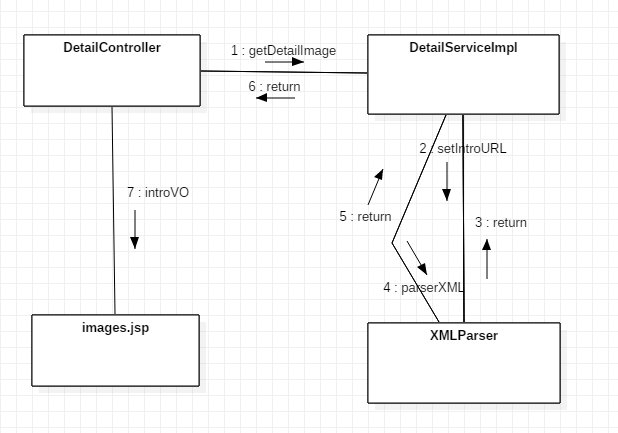 DetailController
1 : getDetailImage
DetailServiceImpl
6 : return
2 : setIntroURL
7 : introVO
5 : return
3 : return
4 : parserXML
images.jsp
XMLParser